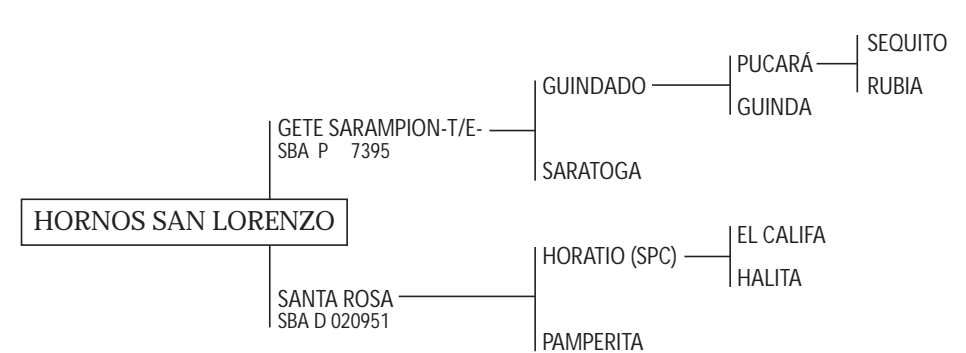 SEQUITO
PUCARÁ
RUBIA
GUINDADO
GUINDA
GETE SARAMPION-T/E-
SBA P 7395
SARATOGA
HORNOS SAN LORENZO
EL CALIFA
HORATIO (SPC)
HALITA
SANTA ROSA
SBA D 020951
PAMPERITA